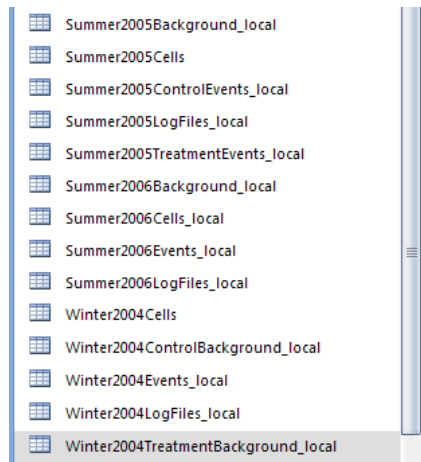 Summer2005Background_local
Summer2005Cells
Summer2005ControlEvents_local
Summer2005LogFiles_local
Summer2005TreatmentEvents_local
Summer2006Background_local
Summer2006Cells_local
Summer2006Events_local
Summer2006LogFiles_local
Winter2004Cells
Winter2004ControlBackground_local
Winter2004Events_local
Winter2004LogFiles_local
Winter2004TreatmentBackground_local